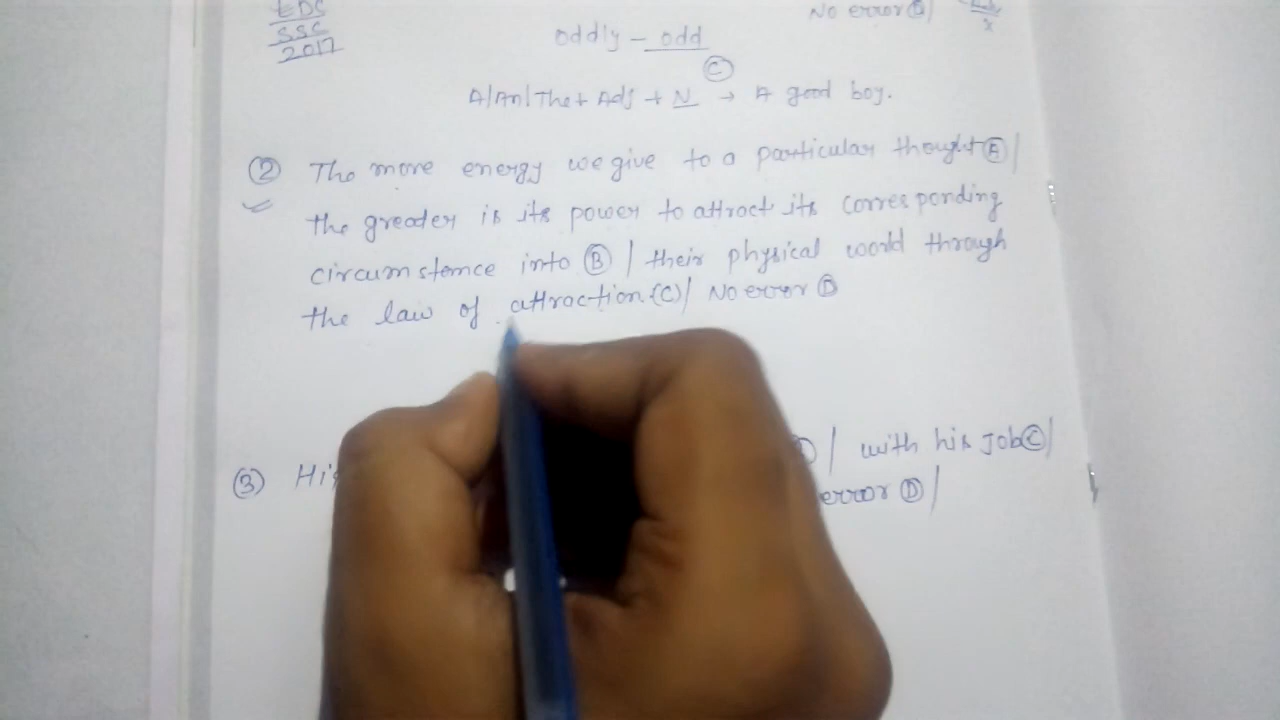 SSC
2017
No error Ⓓ/
oddly - odd
Ⓒ
A/An/The + Adj + N → A good boy.
② The more energy we give to a particular thought Ⓐ/
the greater is its power to attract its corresponding
circumstance into Ⓑ / their physical world through
the law of attraction. (C)/ No error Ⓓ
③ Hi / with his Job Ⓒ/
error Ⓓ/